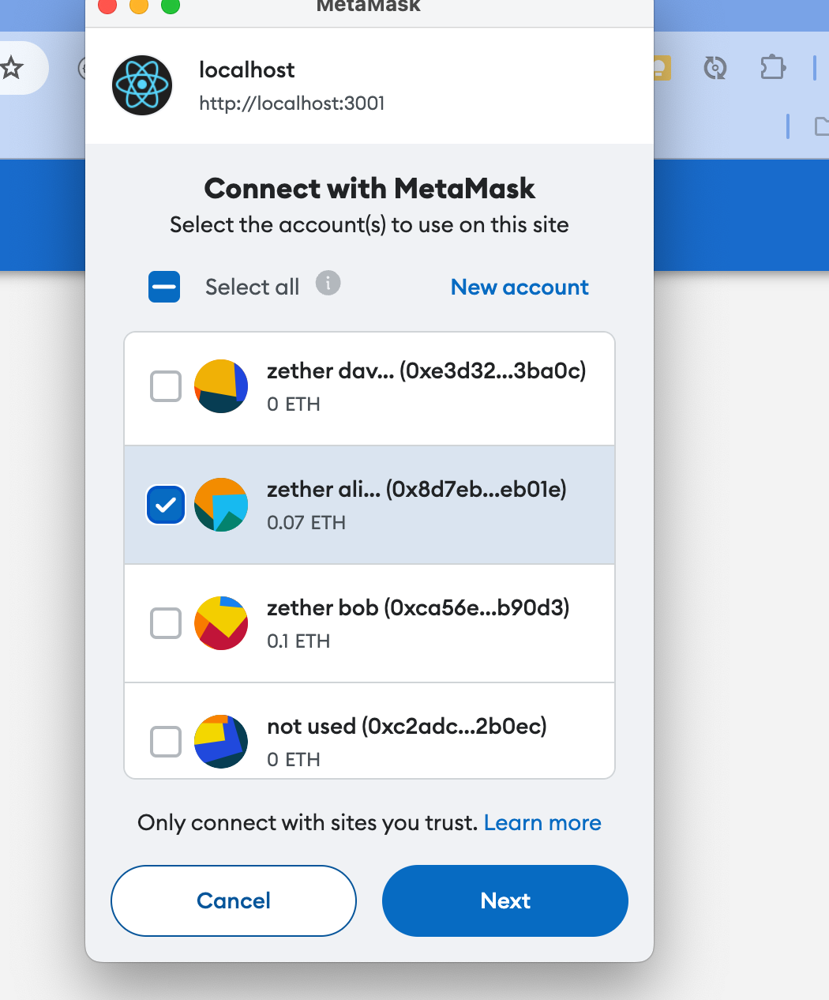 MetaMask
localhost
http://localhost:3001
Connect with MetaMask
Select the account(s) to use on this site
Select all
New account
zether dav... (0xe3d32...3ba0c)
0 ETH
zether ali... (0x8d7eb...eb01e)
0.07 ETH
zether bob (0xca56e...b90d3)
0.1 ETH
not used (0xc2adc...2b0ec)
0 ETH
Only connect with sites you trust. Learn more
Cancel
Next